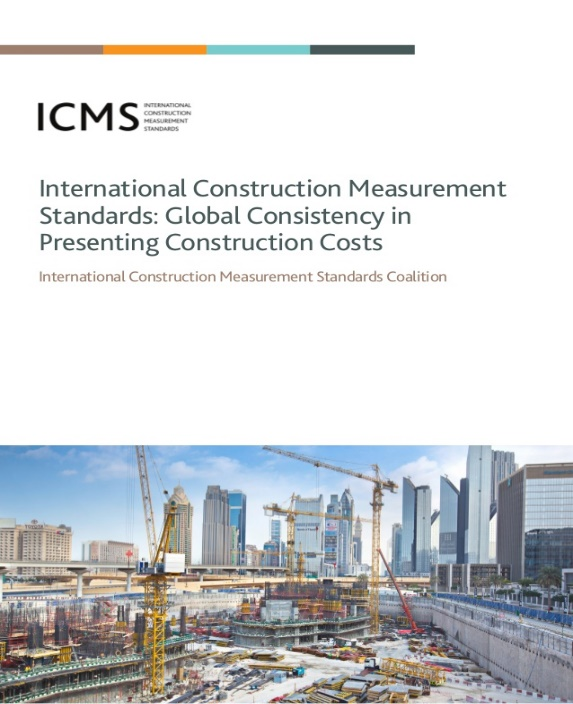 ICMS
INTERNATIONAL
CONSTRUCTION
MEASUREMENT
STANDARDS
International Construction Measurement
Standards: Global Consistency in
Presenting Construction Costs
International Construction Measurement Standards Coalition